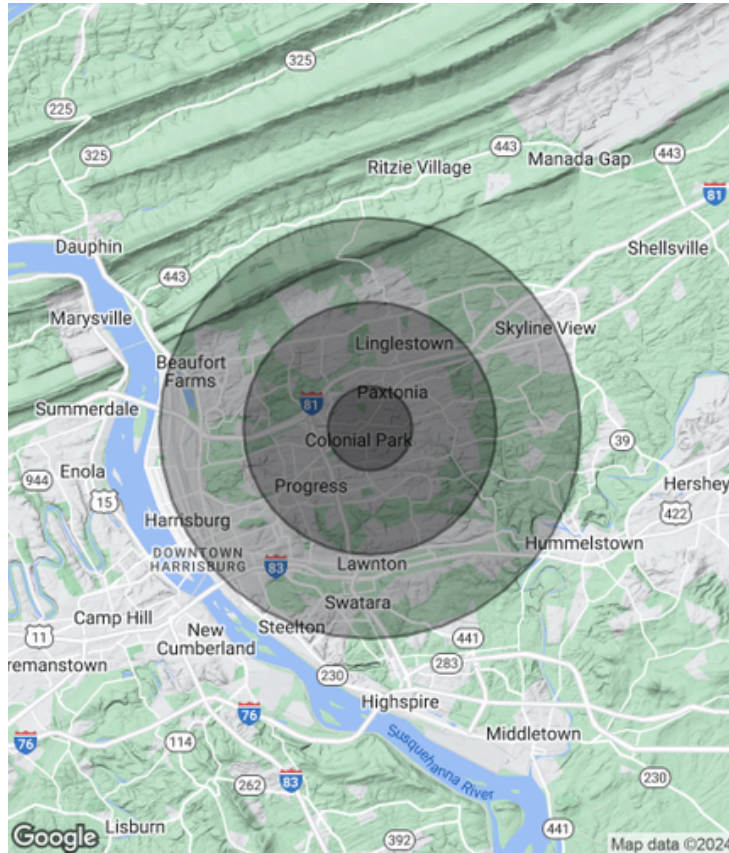 325
225
325
443
Ritzie Village
Manada Gap
443
81
Dauphin
443
Shellsville
Marysville
Skyline View
Linglestown
Beaufort
Farms
Paxtonia
81
Summerdale
Colonial Park
39
Enola
944
15
Progress
Hershey
422
Harrisburg
Hummelstown
DOWNTOWN
HARRISBURG
83
Lawnton
Swatara
Camp Hill
11
New
Cumberland
Steelton
441
283
remanstown
230
Highspire
76
76
114
Middletown
Susquehanna River
230
83
262
Lisburn
392
441
Google
Map data ©2024